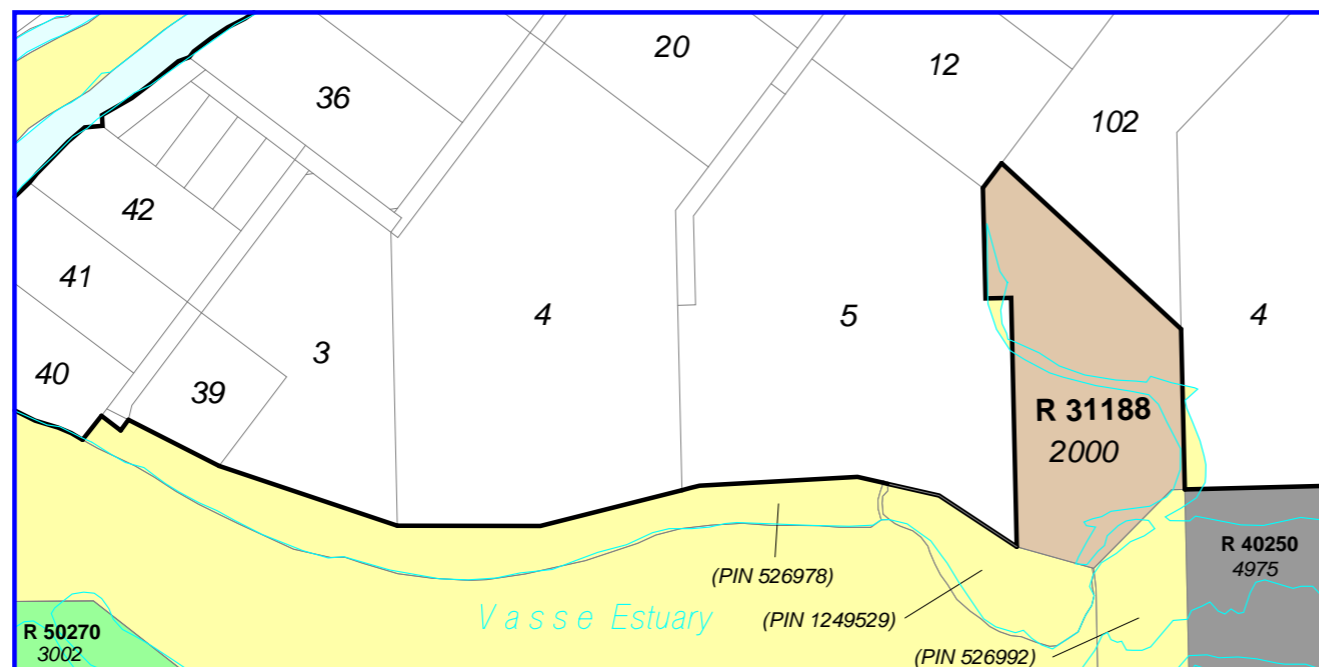 20
12
36
102
42
41
4
5
4
3
40
39
R 31188
2000
R 40250
4975
(PIN 526978)
Vasse Estuary
(PIN 1249529)
R 50270
3002
(PIN 526992)